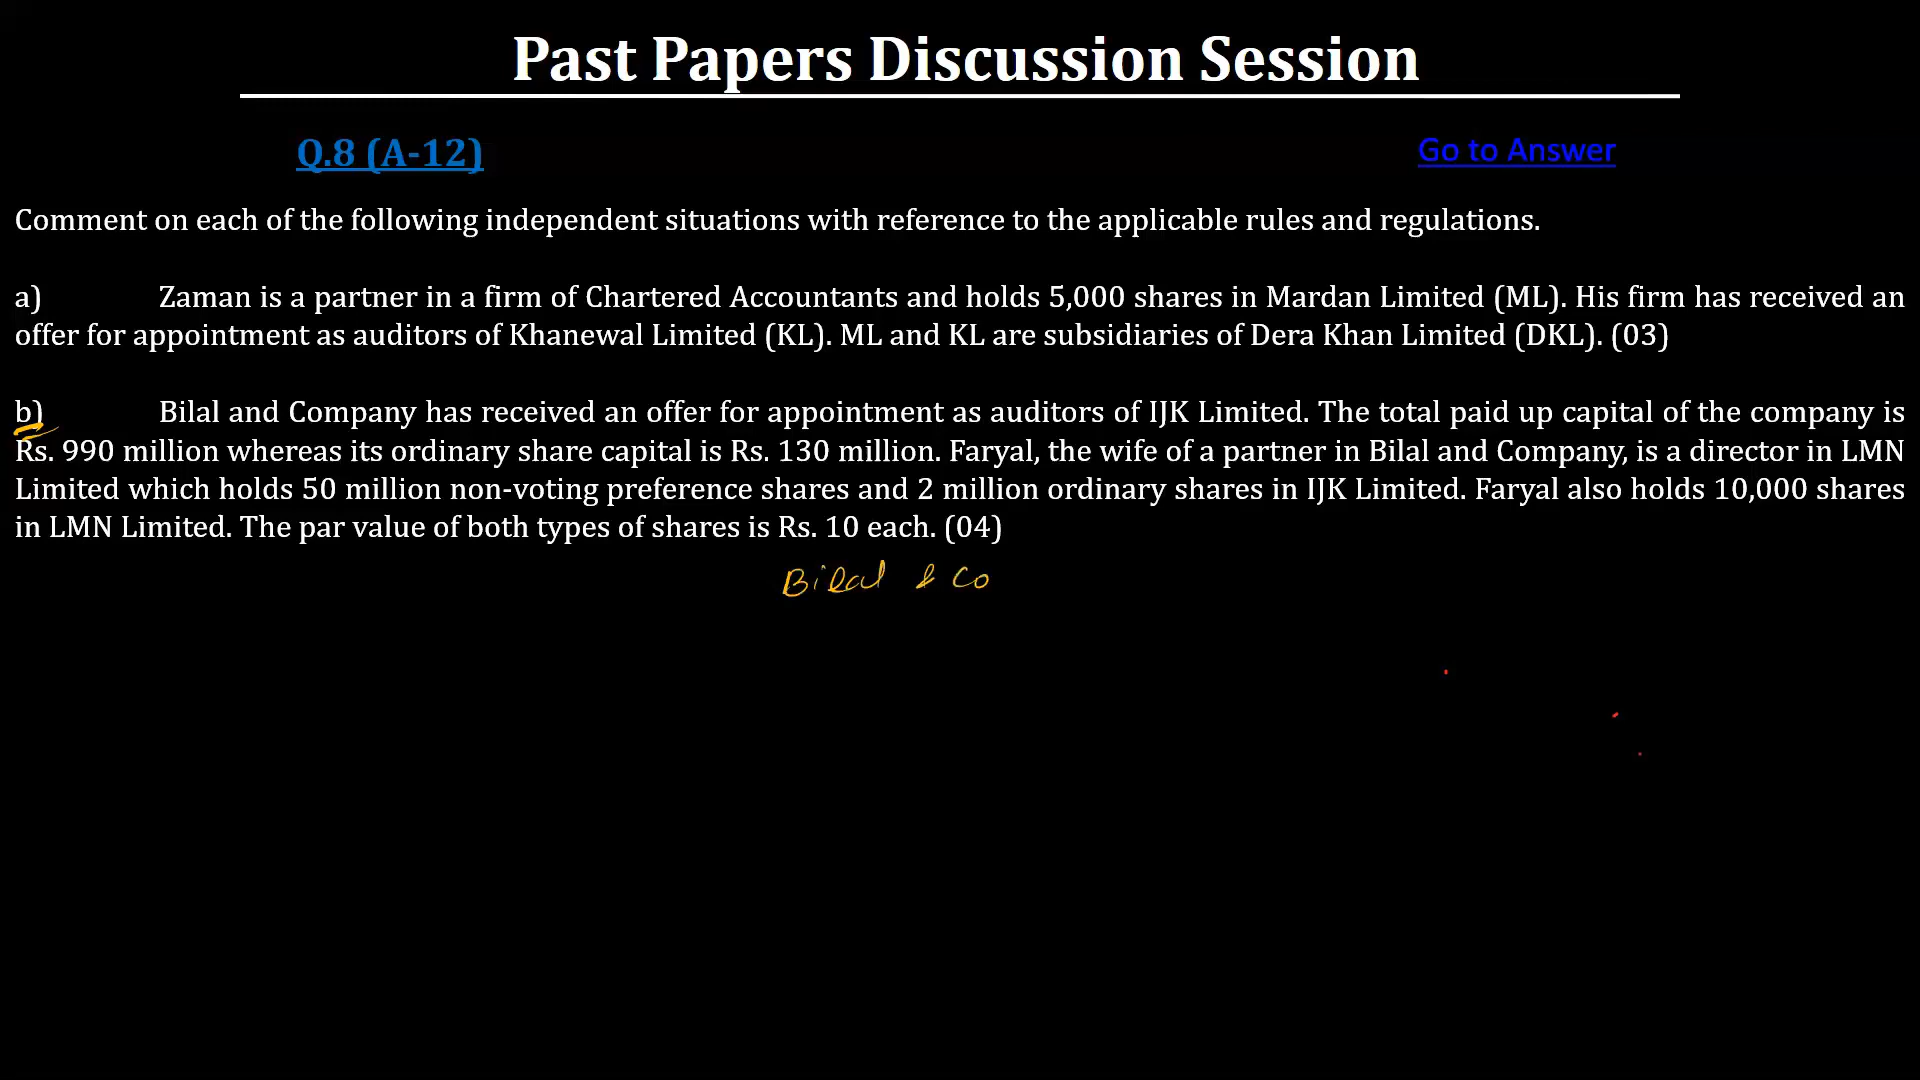 Past Papers Discussion Session
Q.8 (A-12)
Go to Answer
Comment on each of the following independent situations with reference to the applicable rules and regulations.
a) Zaman is a partner in a firm of Chartered Accountants and holds 5,000 shares in Mardan Limited (ML). His firm has received an
offer for appointment as auditors of Khanewal Limited (KL). ML and KL are subsidiaries of Dera Khan Limited (DKL). (03)
b) Bilal and Company has received an offer for appointment as auditors of IJK Limited. The total paid up capital of the company is
Rs. 990 million whereas its ordinary share capital is Rs. 130 million. Faryal, the wife of a partner in Bilal and Company, is a director in LMN
Limited which holds 50 million non-voting preference shares and 2 million ordinary shares in IJK Limited. Faryal also holds 10,000 shares
in LMN Limited. The par value of both types of shares is Rs. 10 each. (04)
Bilal & Co